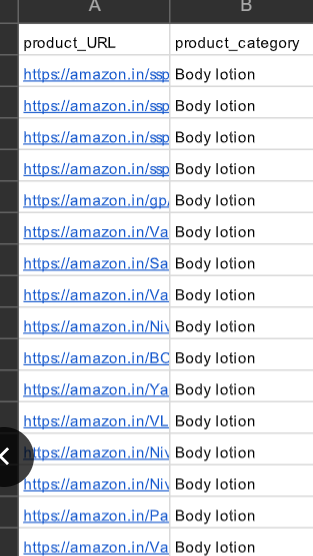 A B
product_URL product_category
https://amazon.in/ssp Body lotion
https://amazon.in/ssp Body lotion
https://amazon.in/ssp Body lotion
https://amazon.in/ssp Body lotion
https://amazon.in/gp/ Body lotion
https://amazon.in/Va Body lotion
https://amazon.in/Sa Body lotion
https://amazon.in/Va Body lotion
https://amazon.in/Niv Body lotion
https://amazon.in/BO Body lotion
https://amazon.in/Ya Body lotion
https://amazon.in/VL Body lotion
https://amazon.in/Niv Body lotion
https://amazon.in/Niv Body lotion
https://amazon.in/Pa Body lotion
https://amazon.in/Va Body lotion